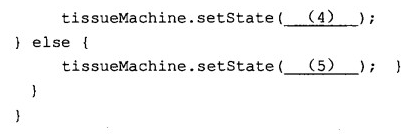 tissueMachine.setState(__(4)__);
} else {
tissueMachine.setState(__(5)__); }
}
}